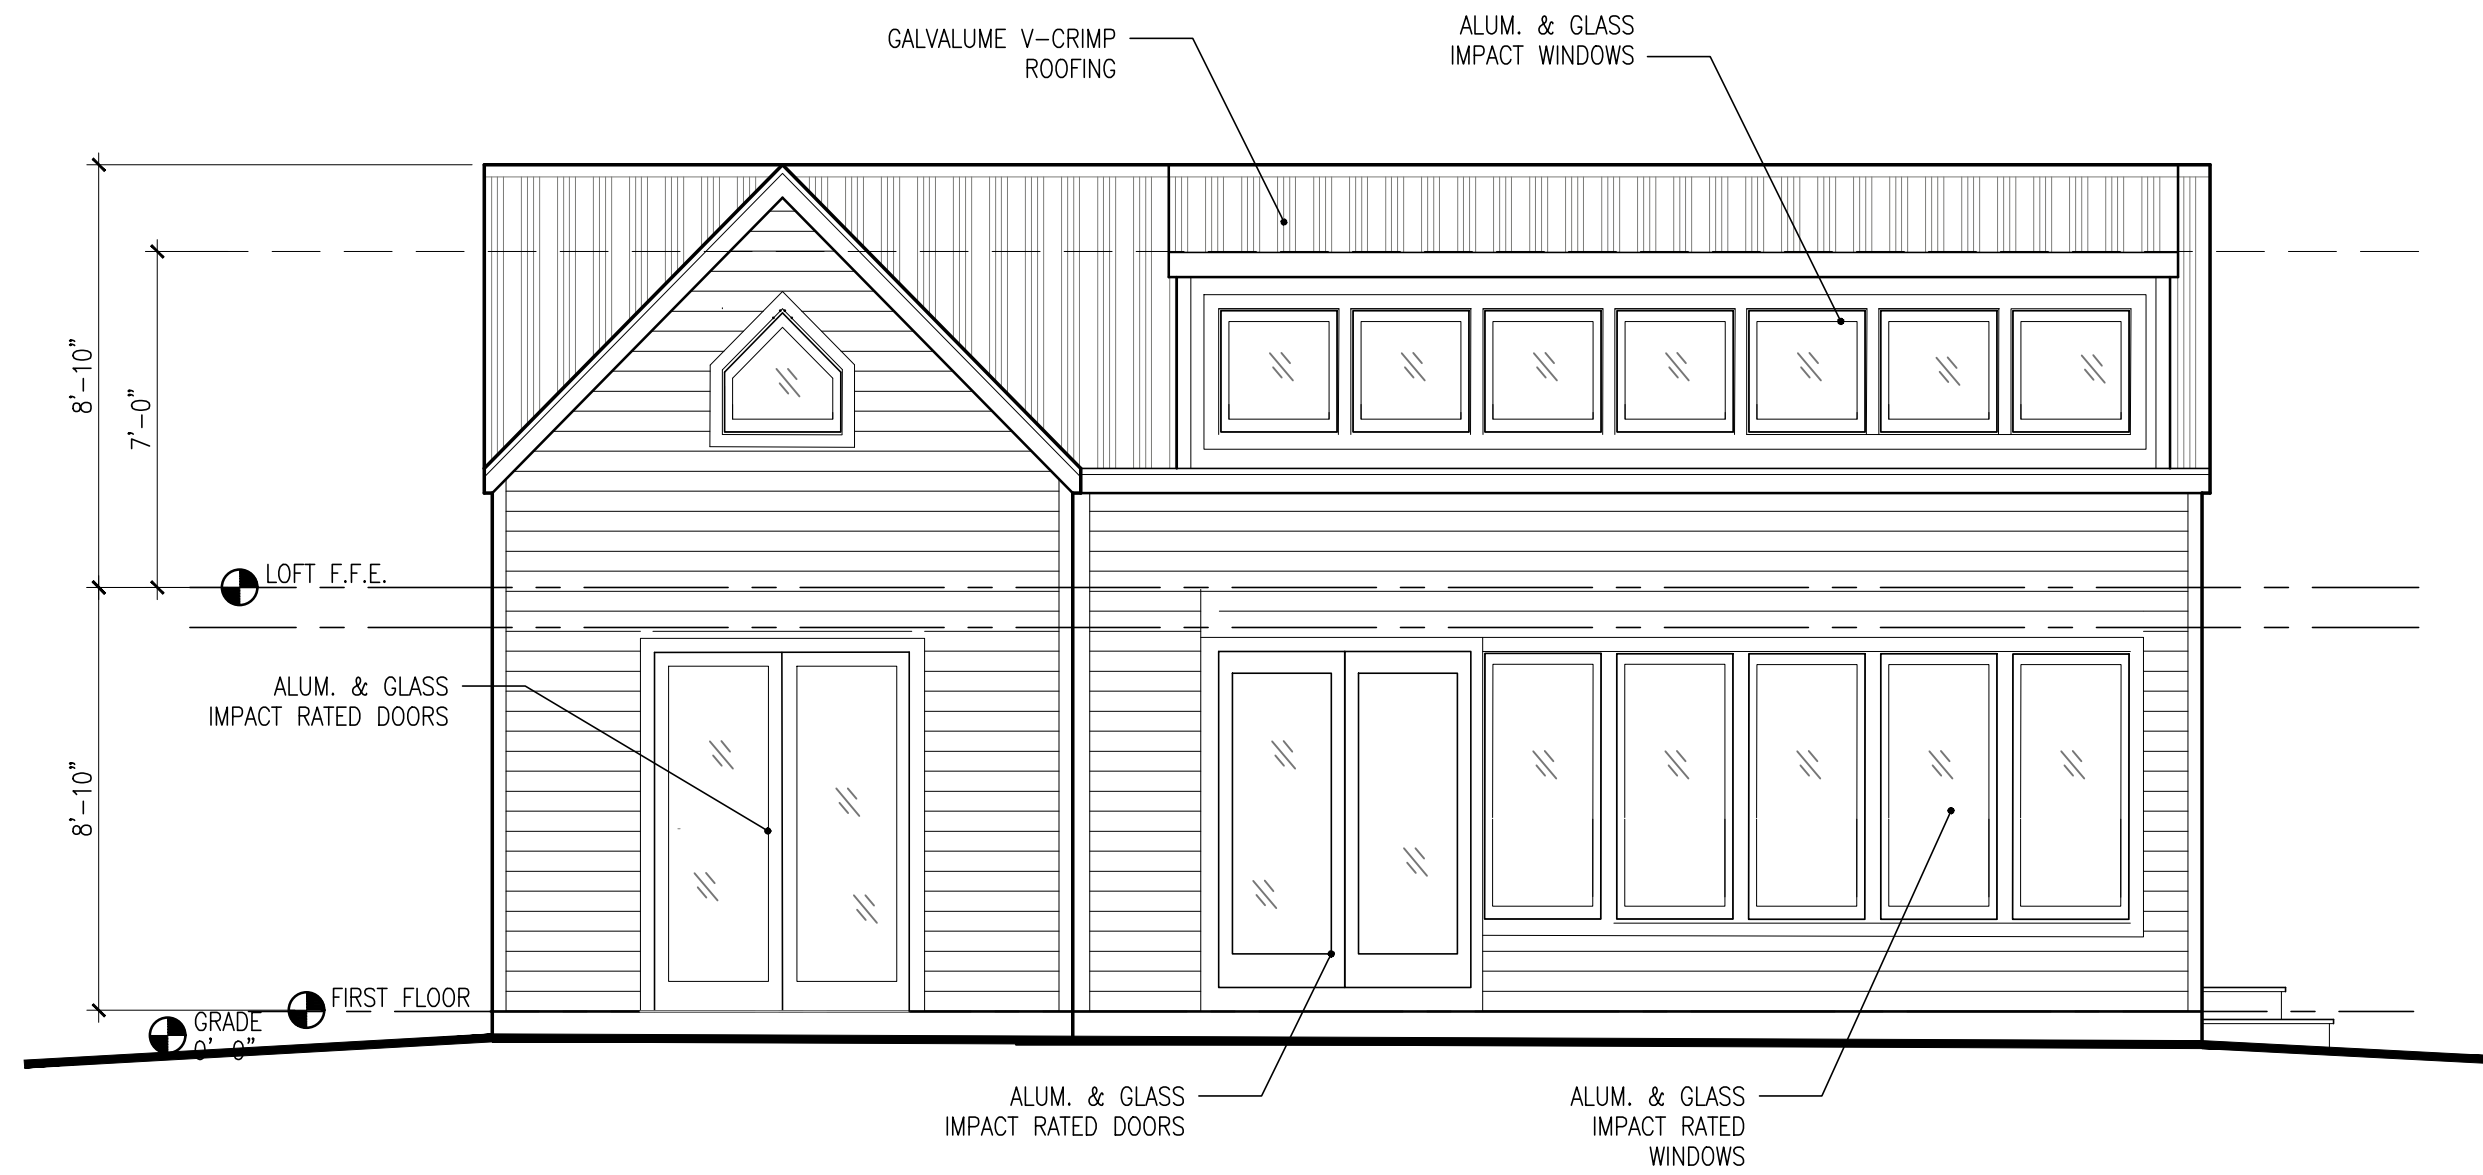 GALVALUME V-CRIMP
ROOFING
ALUM. & GLASS
IMPACT WINDOWS
8'-10"
7'-0"
LOFT F.F.E.
ALUM. & GLASS
IMPACT RATED DOORS
8'-10"
FIRST FLOOR
GRADE
0'-0"
ALUM. & GLASS
IMPACT RATED DOORS
ALUM. & GLASS
IMPACT RATED
WINDOWS